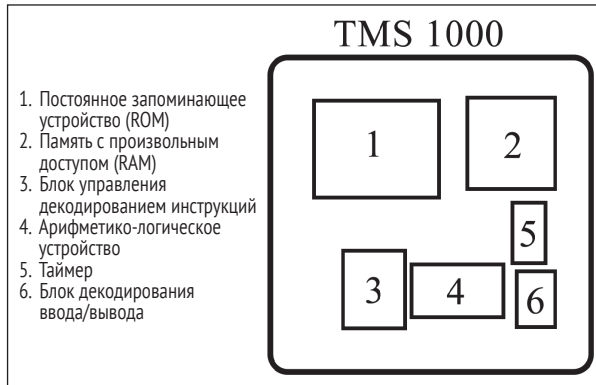 TMS 1000
1. Постоянное запоминающее
устройство (ROM)
2. Память с произвольным
доступом (RAM)
3. Блок управления
декодированием инструкций
4. Арифметико-логическое
устройство
5. Таймер
6. Блок декодирования
ввода/вывода
1
2
5
3
4
6